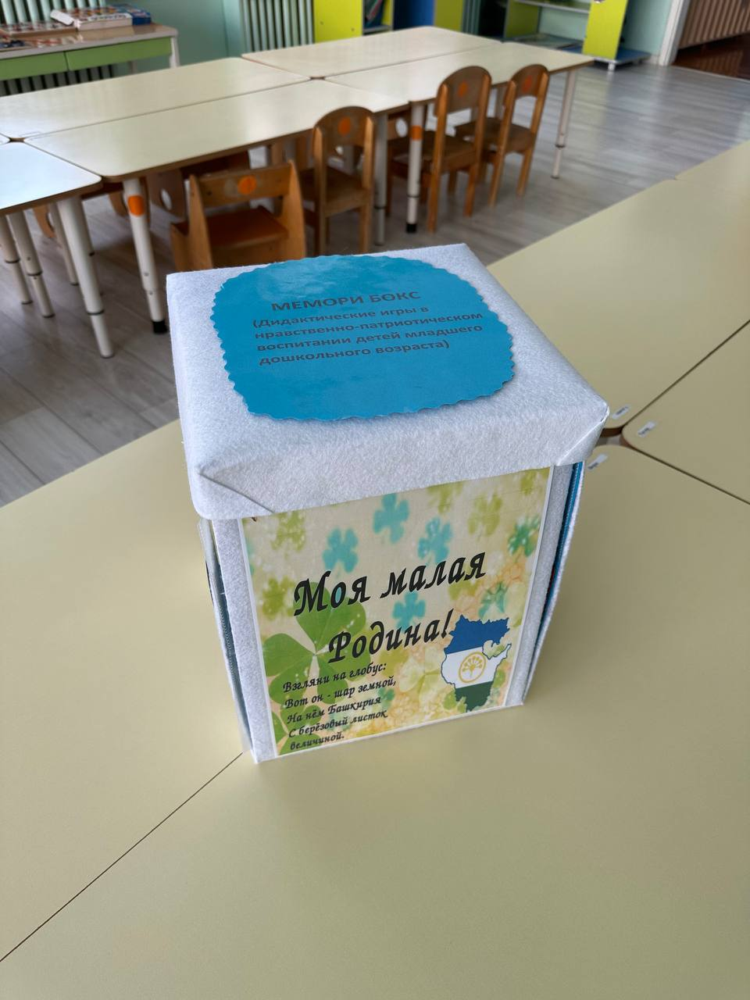 МЕМОРИ БОКС
(Дидактические игры в
нравственно-патриотическом
воспитании детей младшего
дошкольного возраста)
Моя малая
Родина!
Взгляни на глобус:
Вот он - шар земной,
На нём Башкирия
С берёзовый листок
величиной.